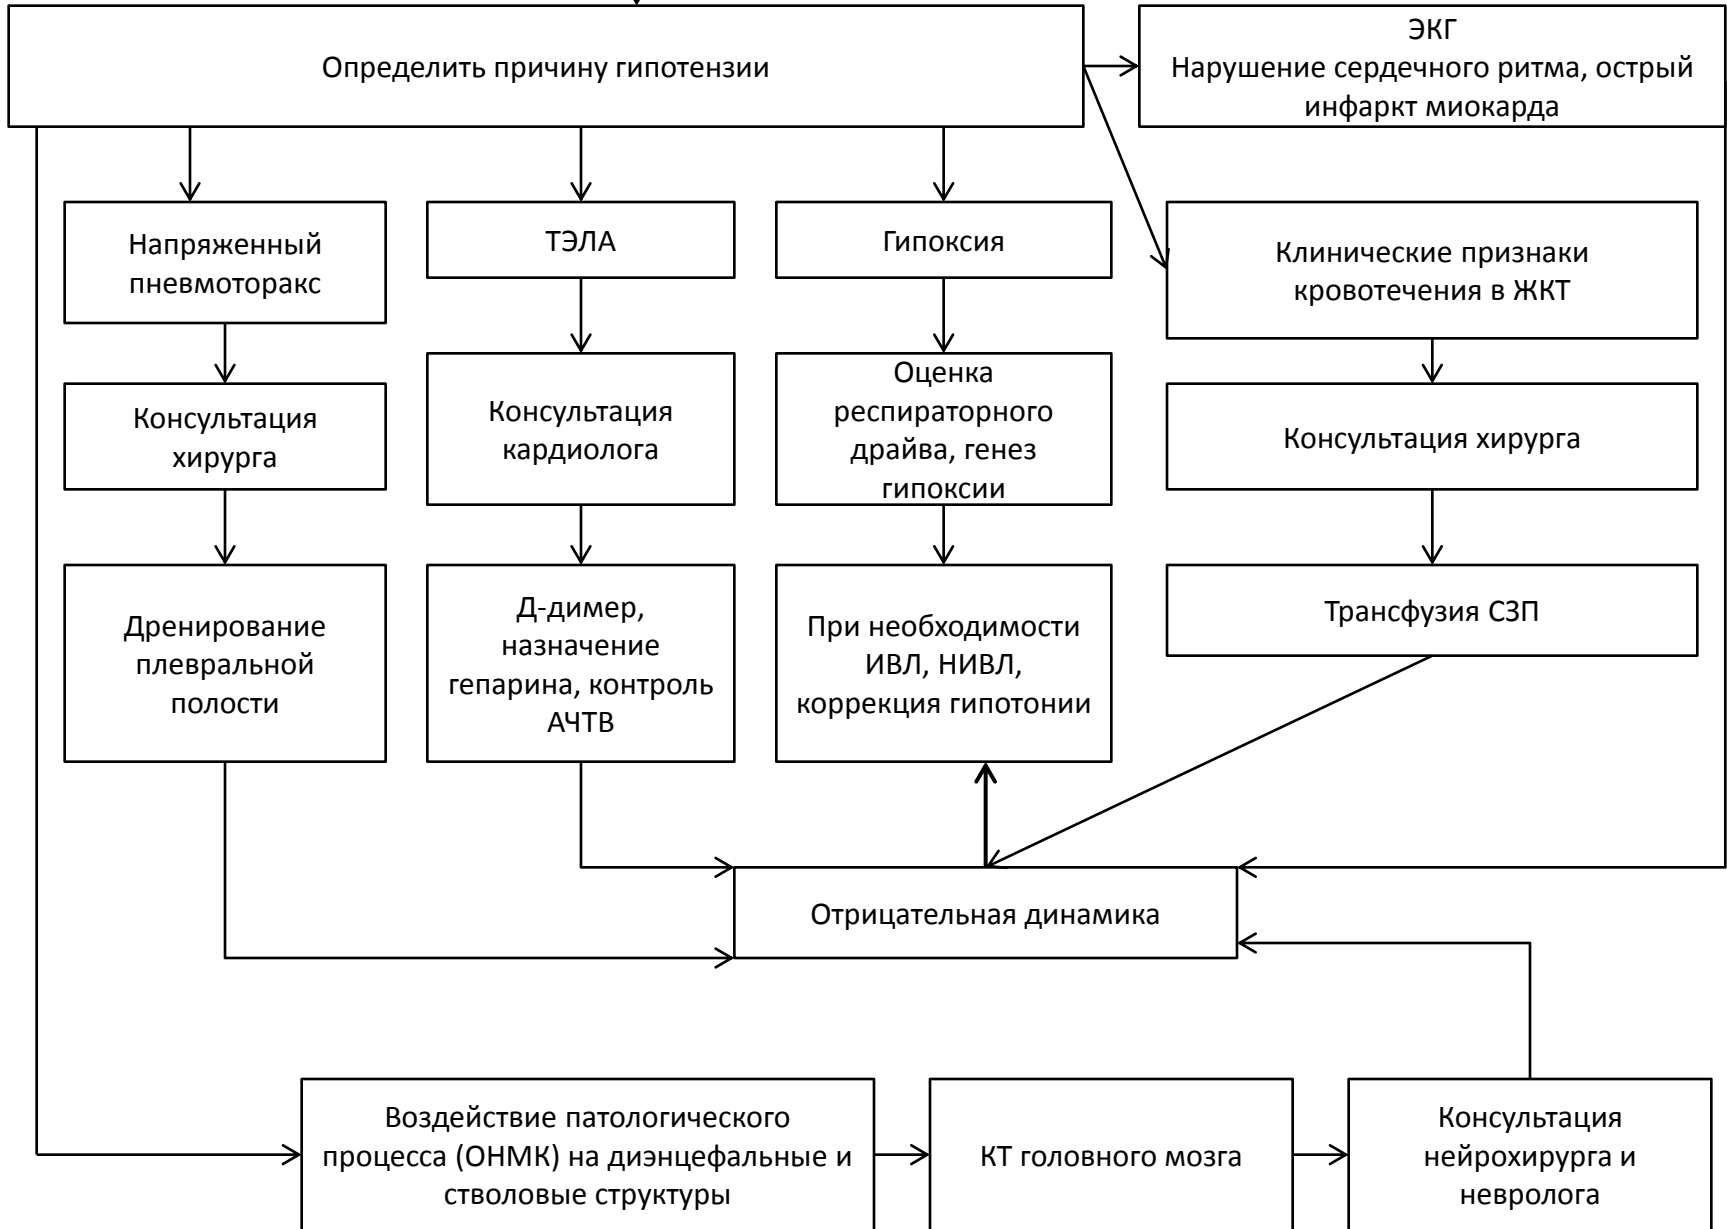 Определить причину гипотензии
ЭКГ
Нарушение сердечного ритма, острый
инфаркт миокарда
Напряженный
пневмоторакс
ТЭЛА
Гипоксия
Клинические признаки
кровотечения в ЖКТ
Консультация
хирурга
Консультация
кардиолога
Оценка
респираторного
драйва, генез
гипоксии
Консультация хирурга
Дренирование
плевральной
полости
Д-димер,
назначение
гепарина, контроль
АЧТВ
При необходимости
ИВЛ, НИВЛ,
коррекция гипотонии
Трансфузия СЗП
Отрицательная динамика
Воздействие патологического
процесса (ОНМК) на диэнцефальные и
стволовые структуры
КТ головного мозга
Консультация
нейрохирурга и
невролога